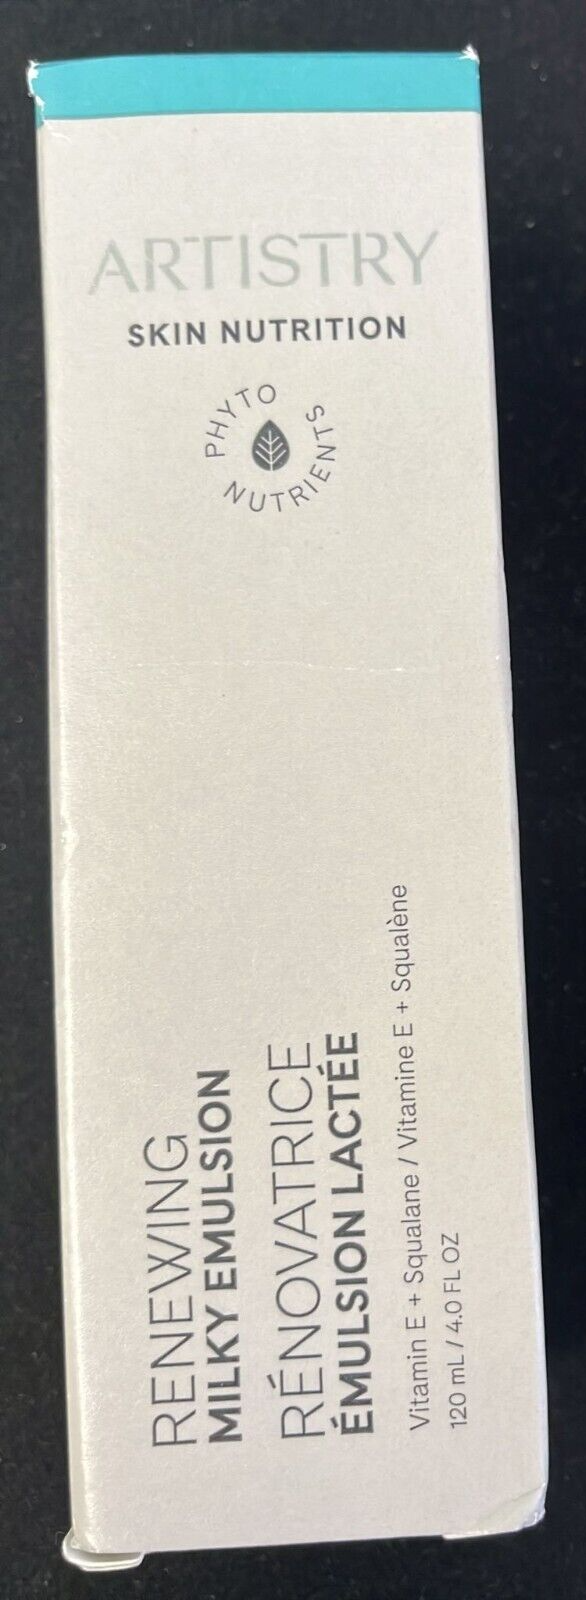 ARTISTRY
SKIN NUTRITION
PHYTO
NUTRIENTS
RENEWING
MILKY EMULSION
RÉNOVATRICE
ÉMULSION LACTÉE
Vitamin E + Squalane / Vitamine E + Squalène
120 mL / 4.0 FL OZ